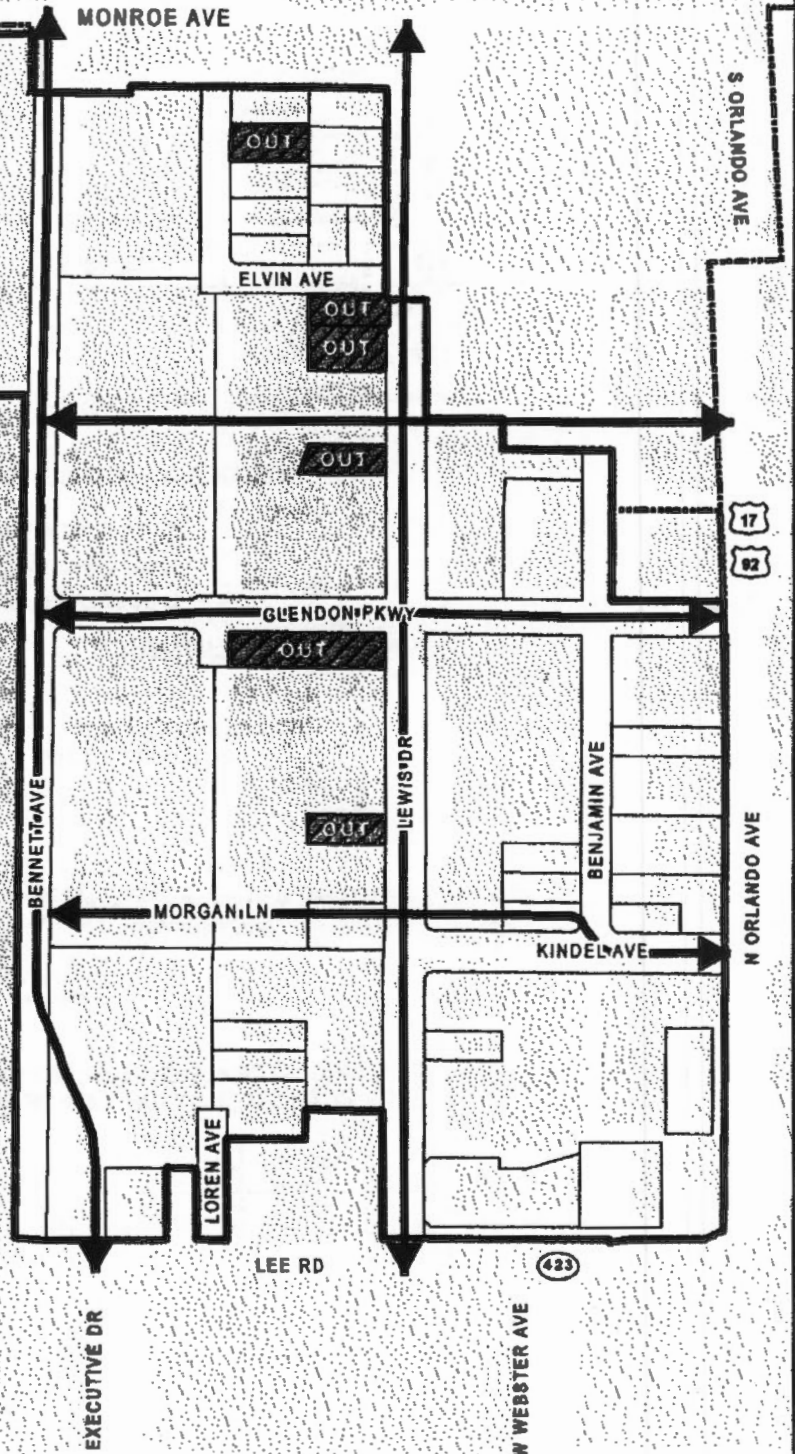 MONROE AVE
S ORLANDO AVE
OUT
ELVIN AVE
OUT
OUT
OUT
17
92
GLENDON PKWY
OUT
LEWIS DR
BENJAMIN AVE
BENNETT AVE
OUT
N ORLANDO AVE
MORGAN LN
KINDEL AVE
LOREN AVE
LEE RD
423
EXECUTIVE DR
W WEBSTER AVE